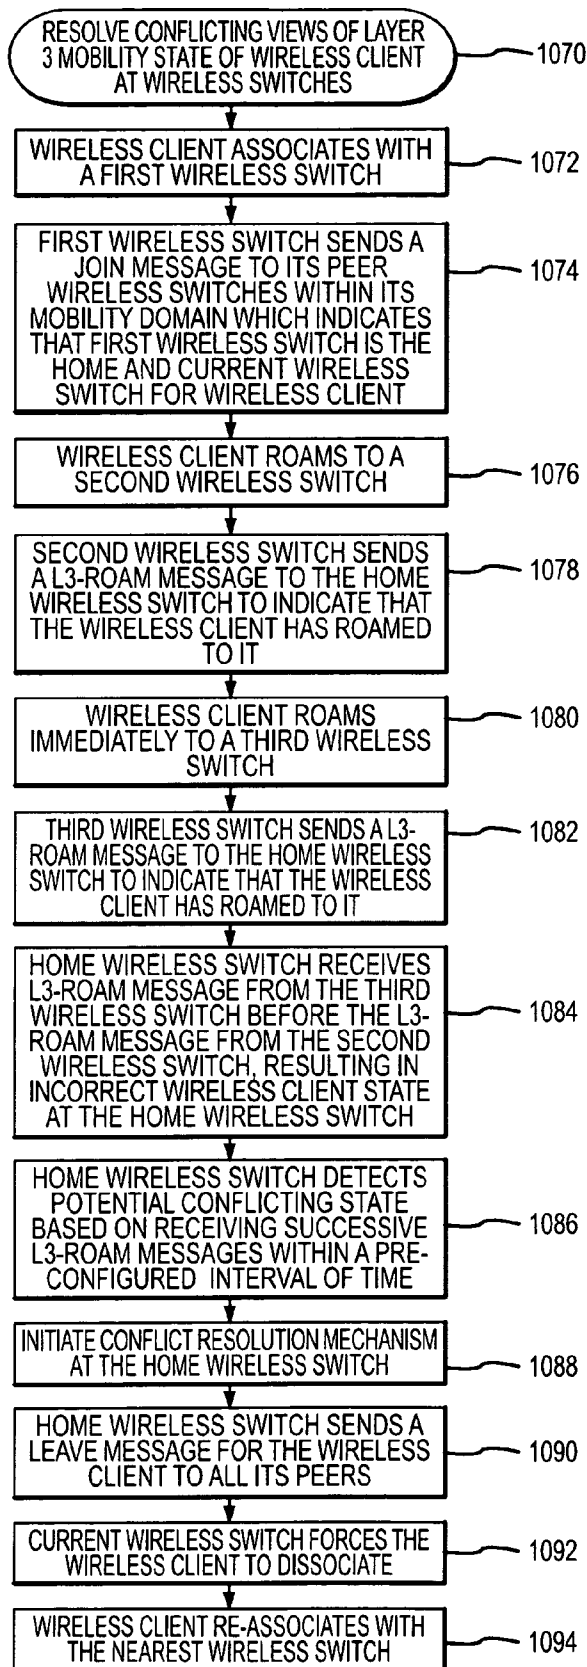 RESOLVE CONFLICTING VIEWS OF LAYER
3 MOBILITY STATE OF WIRELESS CLIENT
AT WIRELESS SWITCHES
1070
WIRELESS CLIENT ASSOCIATES WITH
A FIRST WIRELESS SWITCH
1072
FIRST WIRELESS SWITCH SENDS A
JOIN MESSAGE TO ITS PEER
WIRELESS SWITCHES WITHIN ITS
MOBILITY DOMAIN WHICH INDICATES
THAT FIRST WIRELESS SWITCH IS THE
HOME AND CURRENT WIRELESS
SWITCH FOR WIRELESS CLIENT
1074
WIRELESS CLIENT ROAMS TO A
SECOND WIRELESS SWITCH
1076
SECOND WIRELESS SWITCH SENDS
A L3-ROAM MESSAGE TO THE HOME
WIRELESS SWITCH TO INDICATE THAT
THE WIRELESS CLIENT HAS ROAMED
TO IT
1078
WIRELESS CLIENT ROAMS
IMMEDIATELY TO A THIRD WIRELESS
SWITCH
1080
THIRD WIRELESS SWITCH SENDS A L3-
ROAM MESSAGE TO THE HOME WIRELESS
SWITCH TO INDICATE THAT THE WIRELESS
CLIENT HAS ROAMED TO IT
1082
HOME WIRELESS SWITCH RECEIVES
L3-ROAM MESSAGE FROM THE THIRD
WIRELESS SWITCH BEFORE THE L3-
ROAM MESSAGE FROM THE SECOND
WIRELESS SWITCH, RESULTING IN
INCORRECT WIRELESS CLIENT STATE
AT THE HOME WIRELESS SWITCH
1084
HOME WIRELESS SWITCH DETECTS
POTENTIAL CONFLICTING STATE
BASED ON RECEIVING SUCCESSIVE
L3-ROAM MESSAGES WITHIN A PRE-
CONFIGURED INTERVAL OF TIME
1086
INITIATE CONFLICT RESOLUTION MECHANISM
AT THE HOME WIRELESS SWITCH
1088
HOME WIRELESS SWITCH SENDS A
LEAVE MESSAGE FOR THE WIRELESS
CLIENT TO ALL ITS PEERS
1090
CURRENT WIRELESS SWITCH FORCES THE
WIRELESS CLIENT TO DISSOCIATE
1092
WIRELESS CLIENT RE-ASSOCIATES WITH
THE NEAREST WIRELESS SWITCH
1094